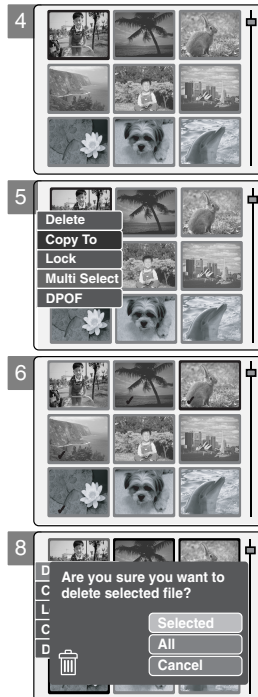 4
5
Delete
Copy To
Lock
Multi Select
DPOF
6
8
D
C
L
C
D
Are you sure you want to
delete selected file?
Selected
All
Cancel